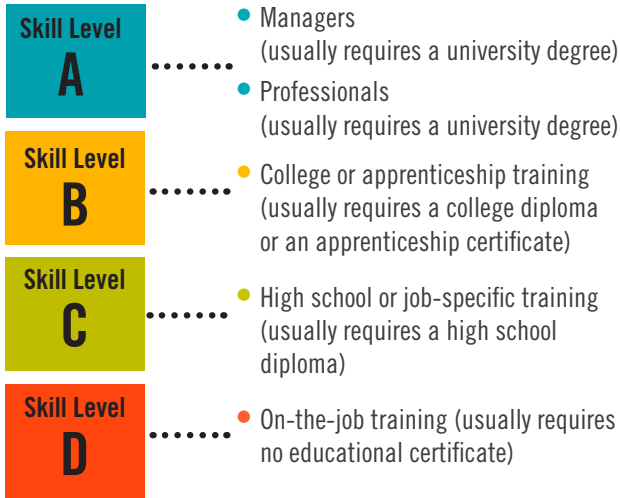 Skill Level
A
• Managers
(usually requires a university degree)
• Professionals
(usually requires a university degree)
Skill Level
B
• College or apprenticeship training
(usually requires a college diploma
or an apprenticeship certificate)
Skill Level
C
• High school or job-specific training
(usually requires a high school
diploma)
Skill Level
D
• On-the-job training (usually requires
no educational certificate)